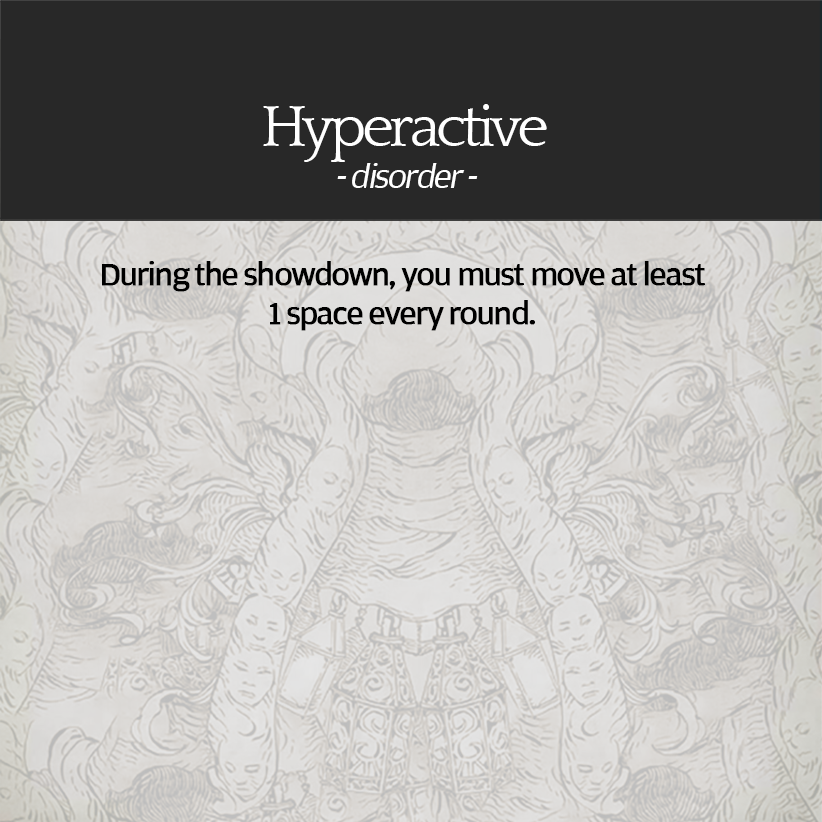 Hyperactive
- disorder -
During the showdown, you must move at least
1 space every round.